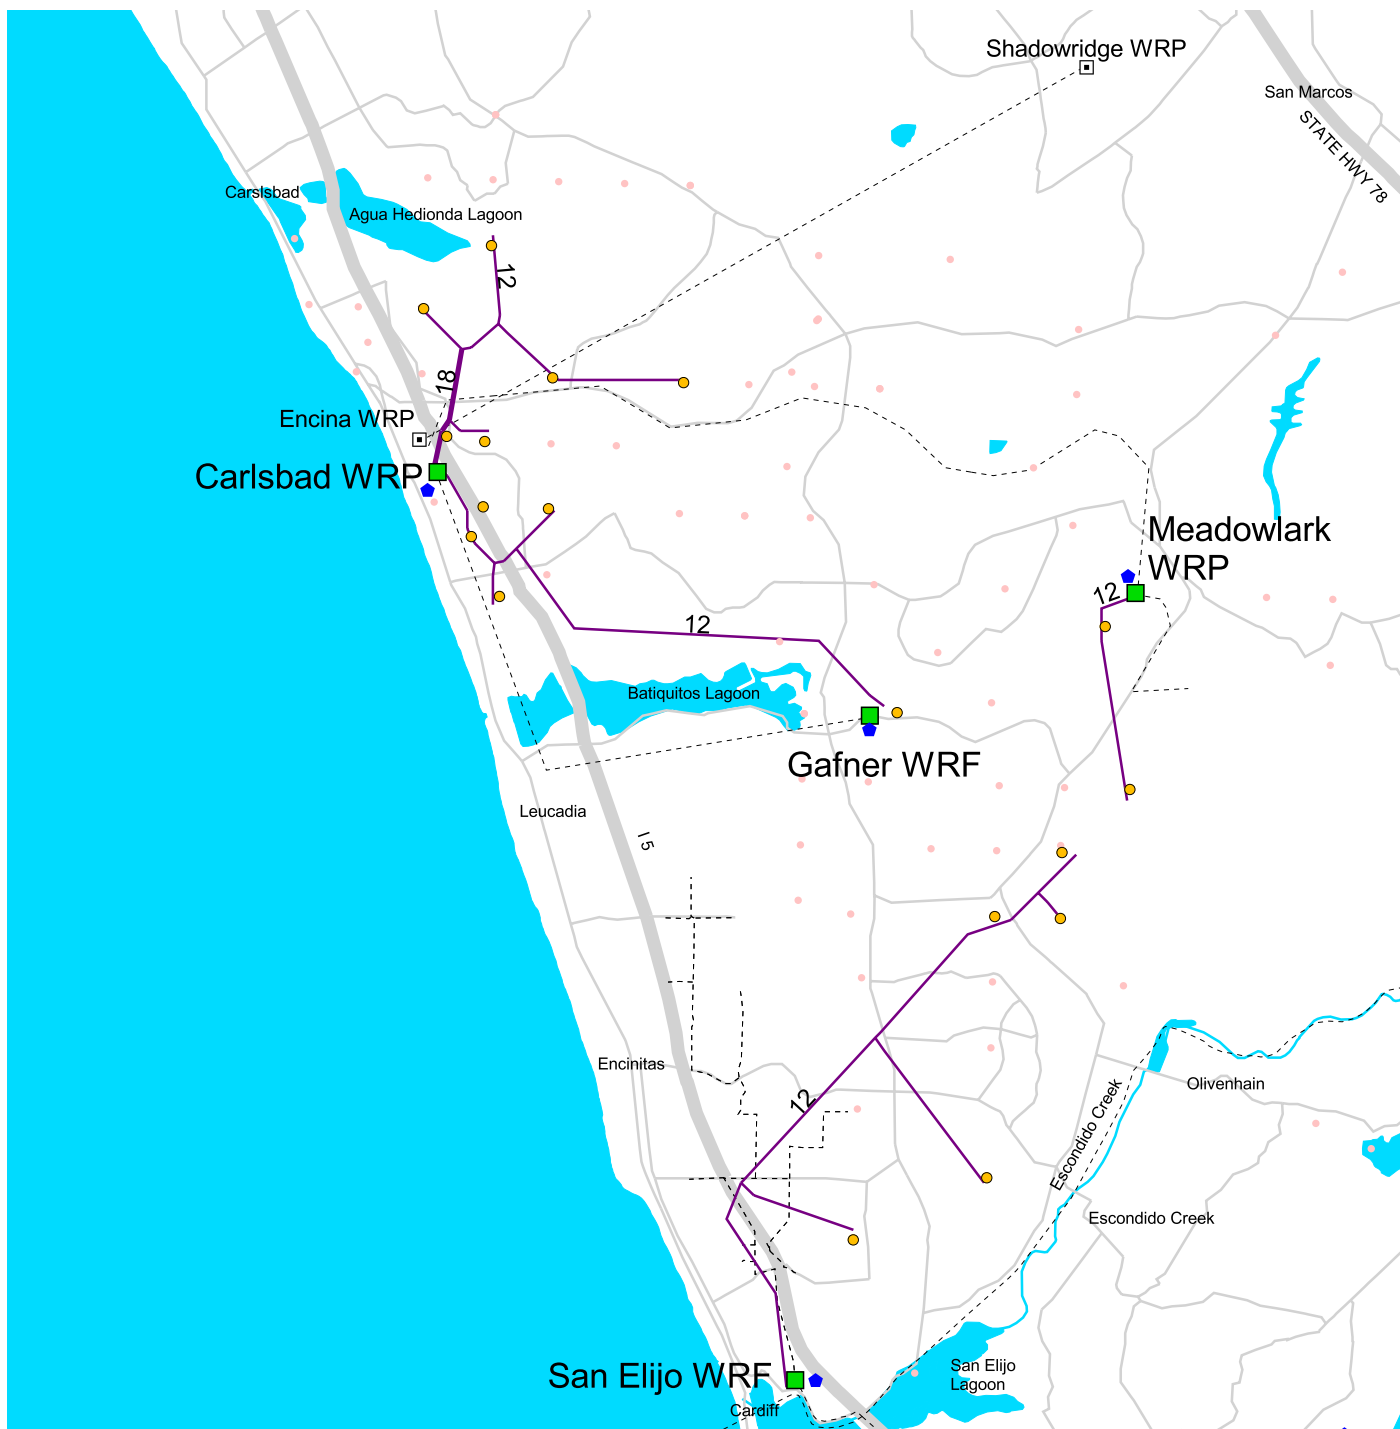 Shadowridge WRP
San Marcos
STATE HWY 78
Carslsbad
Agua Hedionda Lagoon
12
18
Encina WRP
Carlsbad WRP
Meadowlark
WRP
12
12
Batiquitos Lagoon
Gafner WRF
Leucadia
I 5
Encinitas
12
Olivenhain
Escondido Creek
Escondido Creek
San Elijo WRF
San Elijo
Lagoon
Cardiff